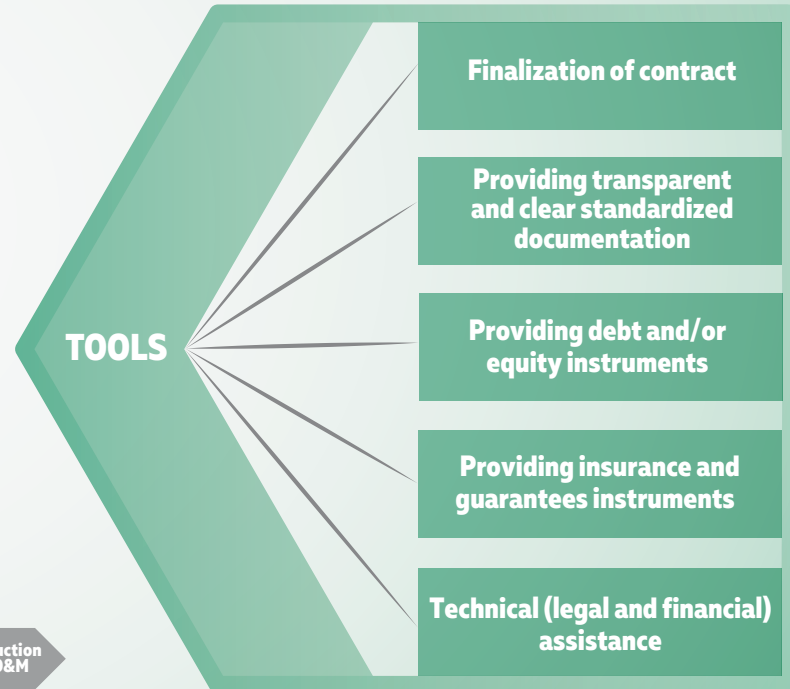 Finalization of contract
Providing transparent
and clear standardized
documentation
TOOLS
Providing debt and/or
equity instruments
Providing insurance and
guarantees instruments
Technical (legal and financial)
assistance